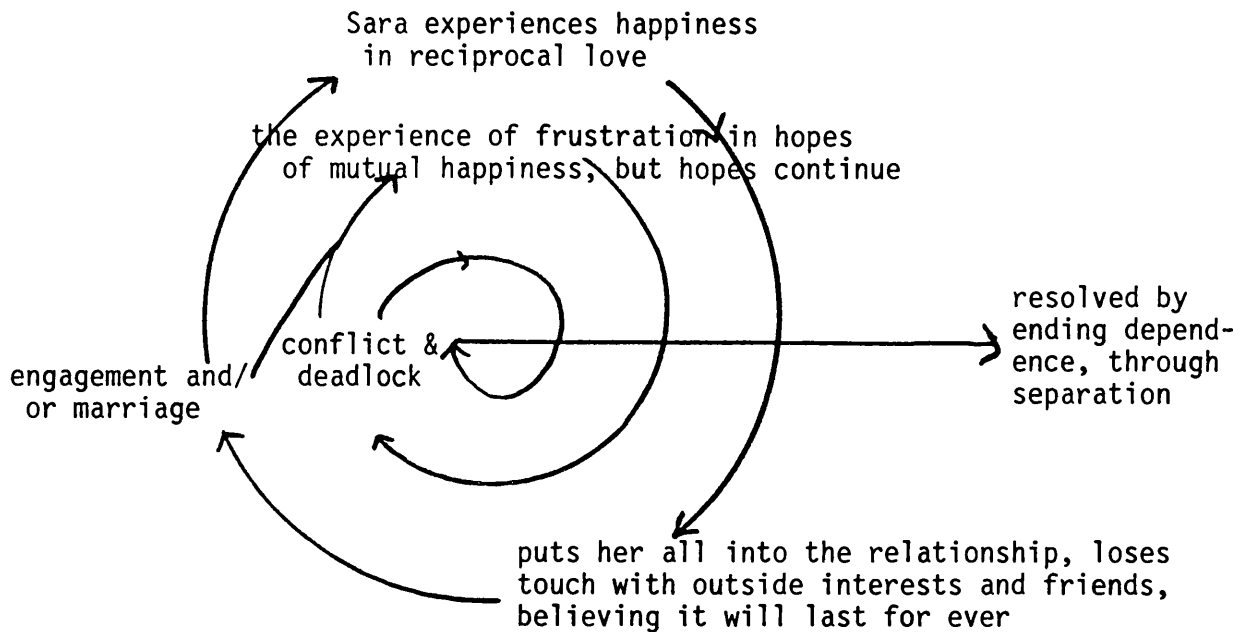 Sara experiences happiness
in reciprocal love
the experience of frustration in hopes
of mutual happiness, but hopes continue
conflict &
deadlock
engagement and/
or marriage
resolved by
ending depend-
ence, through
separation
puts her all into the relationship, loses
touch with outside interests and friends,
believing it will last for ever